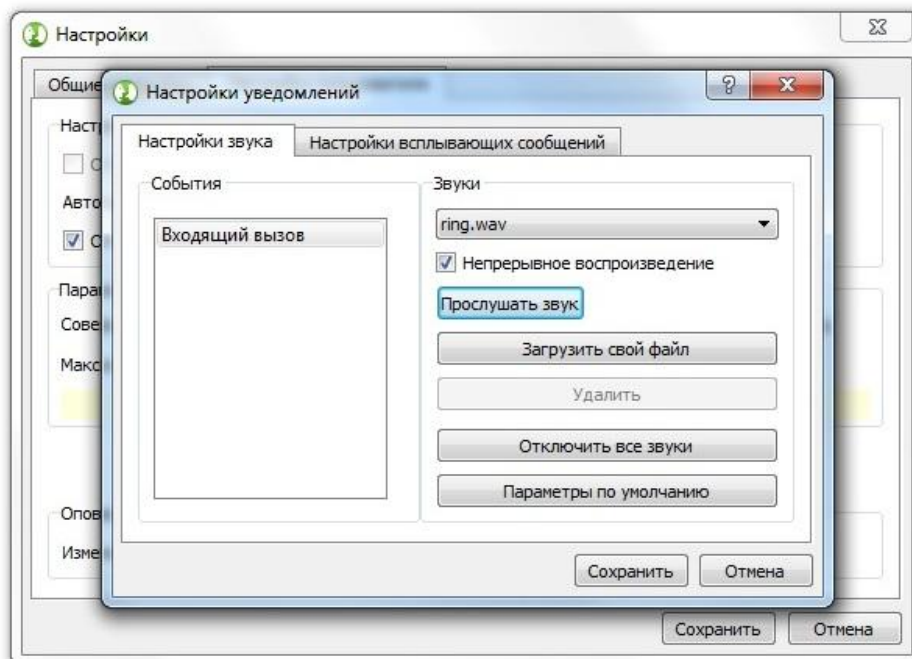 Настройки
Общие
Настройки уведомлений
Настройки звука
Настройки всплывающих сообщений
События
Входящий вызов
Звуки
ring.wav
Непрерывное воспроизведение
Прослушать звук
Загрузить свой файл
Удалить
Отключить все звуки
Параметры по умолчанию
Сохранить
Отмена
Сохранить
Отмена